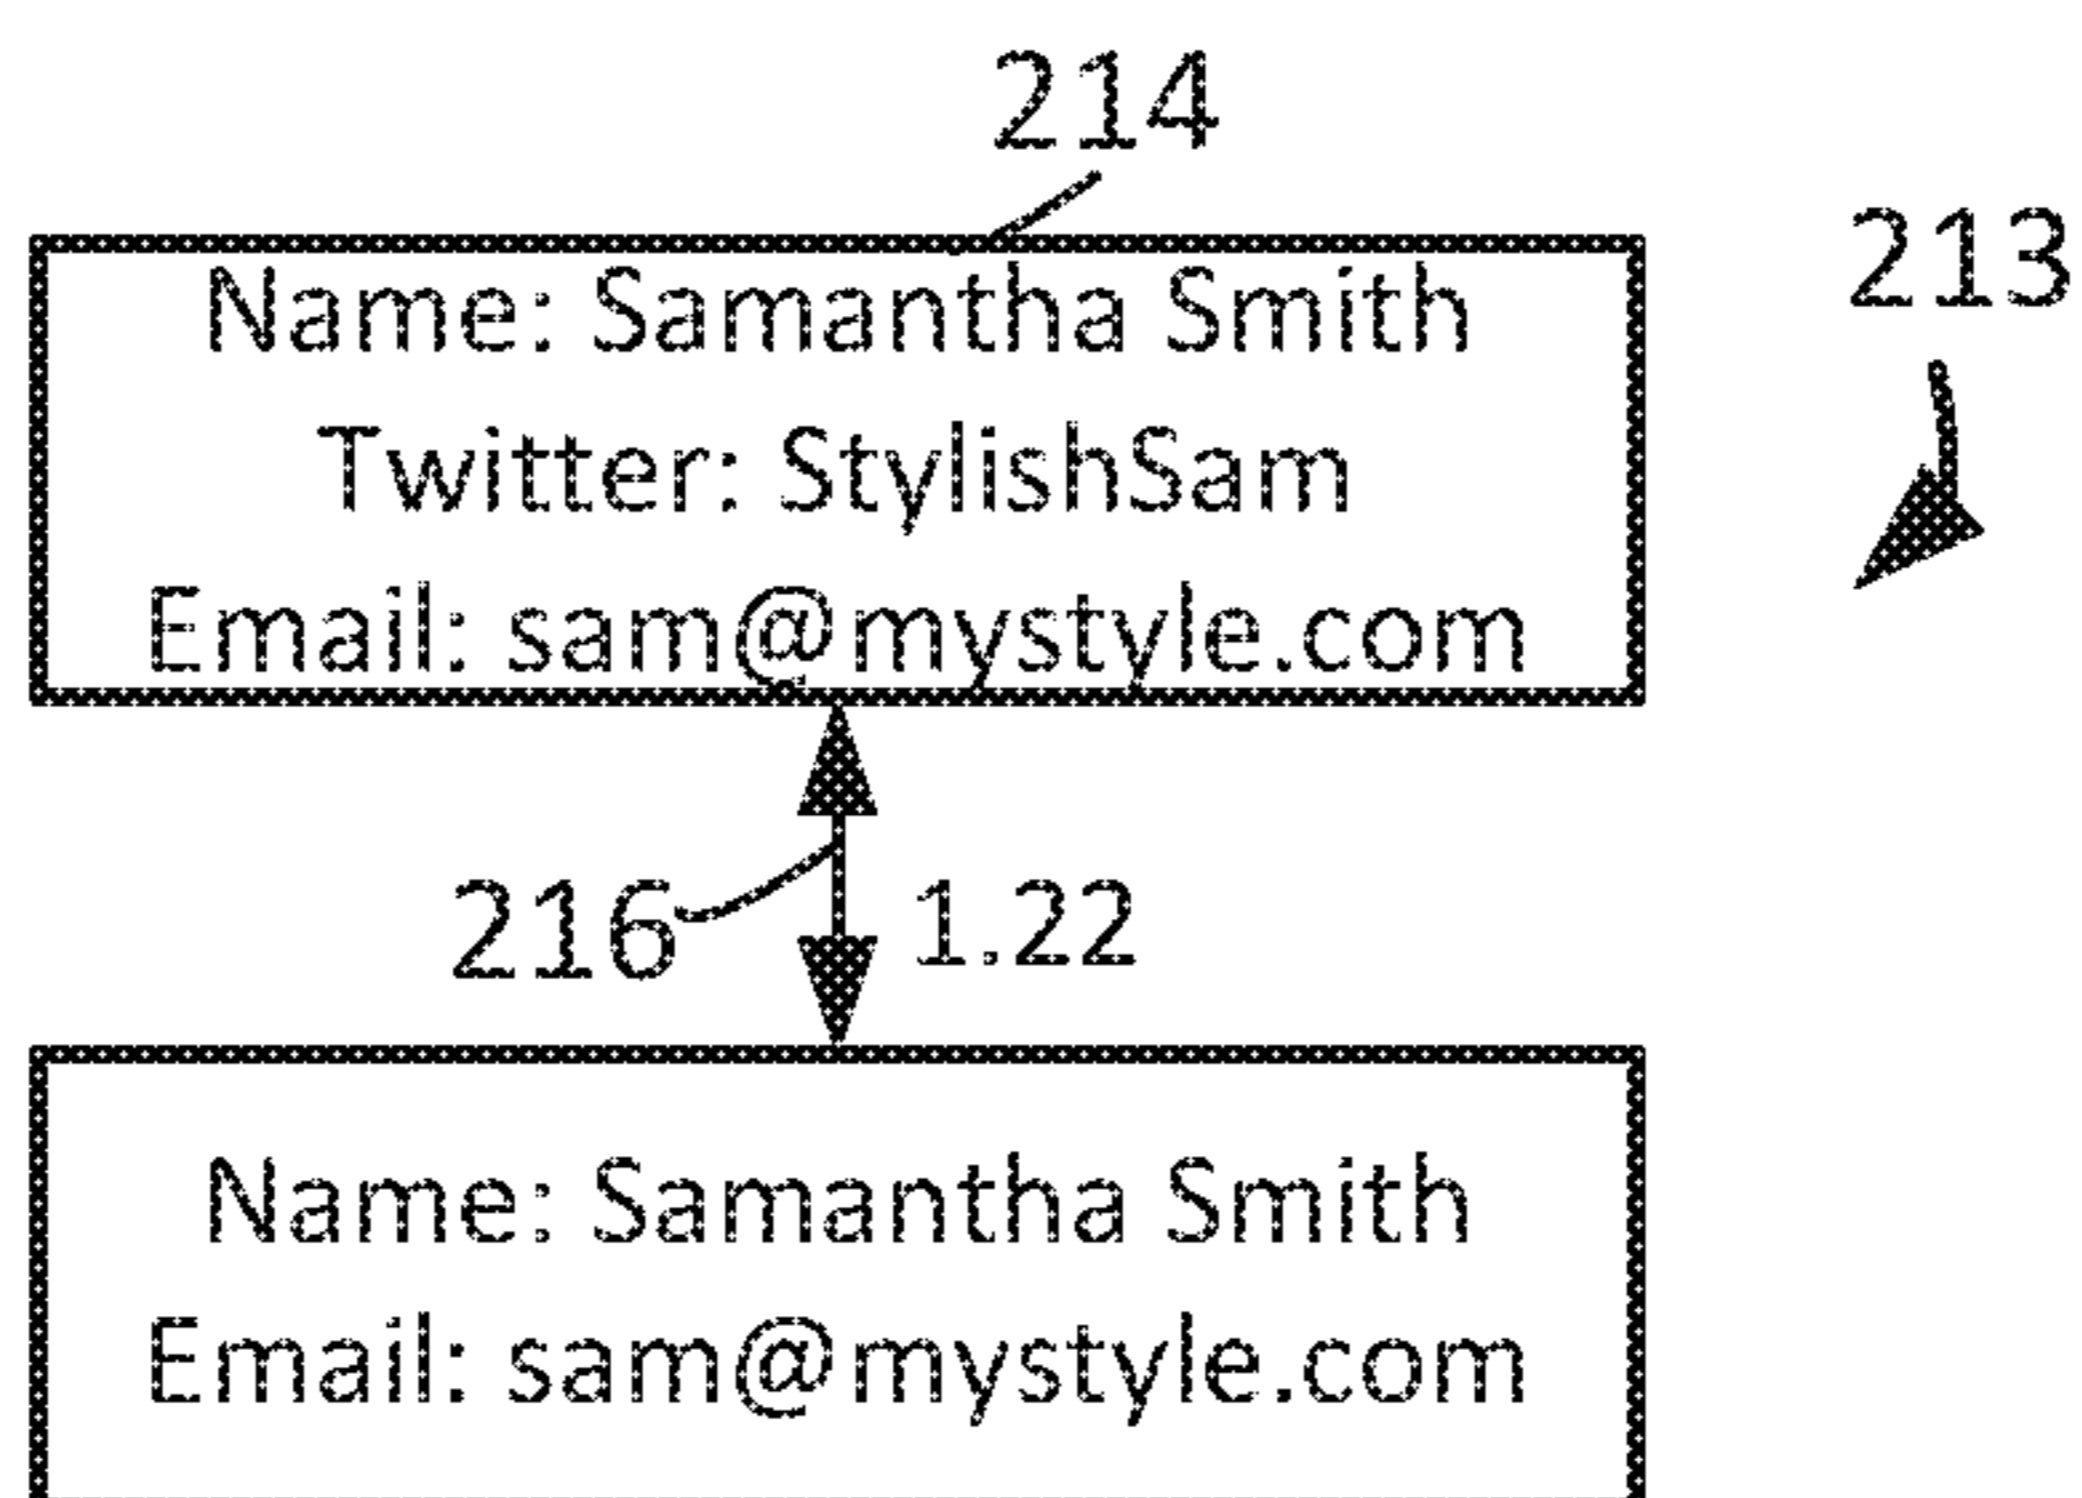 214
213
Name: Samantha Smith
Twitter: StylishSam
Email: sam@mystyle.com
216 1.22
Name: Samantha Smith
Email: sam@mystyle.com